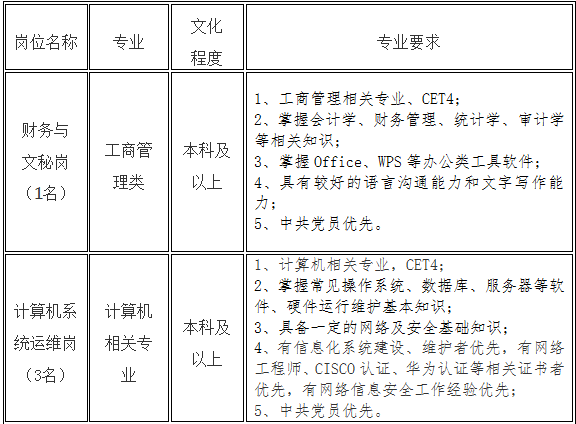 岗位名称
专业
文化
程度
专业要求
财务与
文秘岗
（1名）
工商管
理类
本科及
以上
1、工商管理相关专业、CET4；
2、掌握会计学、财务管理、统计学、审计学
等相关知识；
3、掌握Office、WPS等办公类工具软件；
4、具有较好的语言沟通能力和文字写作能
力；
5、中共党员优先。
计算机系
统运维岗
（3名）
计算机
相关专
业
本科及
以上
1、计算机相关专业，CET4；
2、掌握常见操作系统、数据库、服务器等软
件、硬件运行维护基本知识；
3、具备一定的网络及安全基础知识；
4、有信息化系统建设、维护者优先，有网络
工程师、CISCO认证、华为认证等相关证书者
优先，有网络信息安全工作经验优先；
5、中共党员优先。